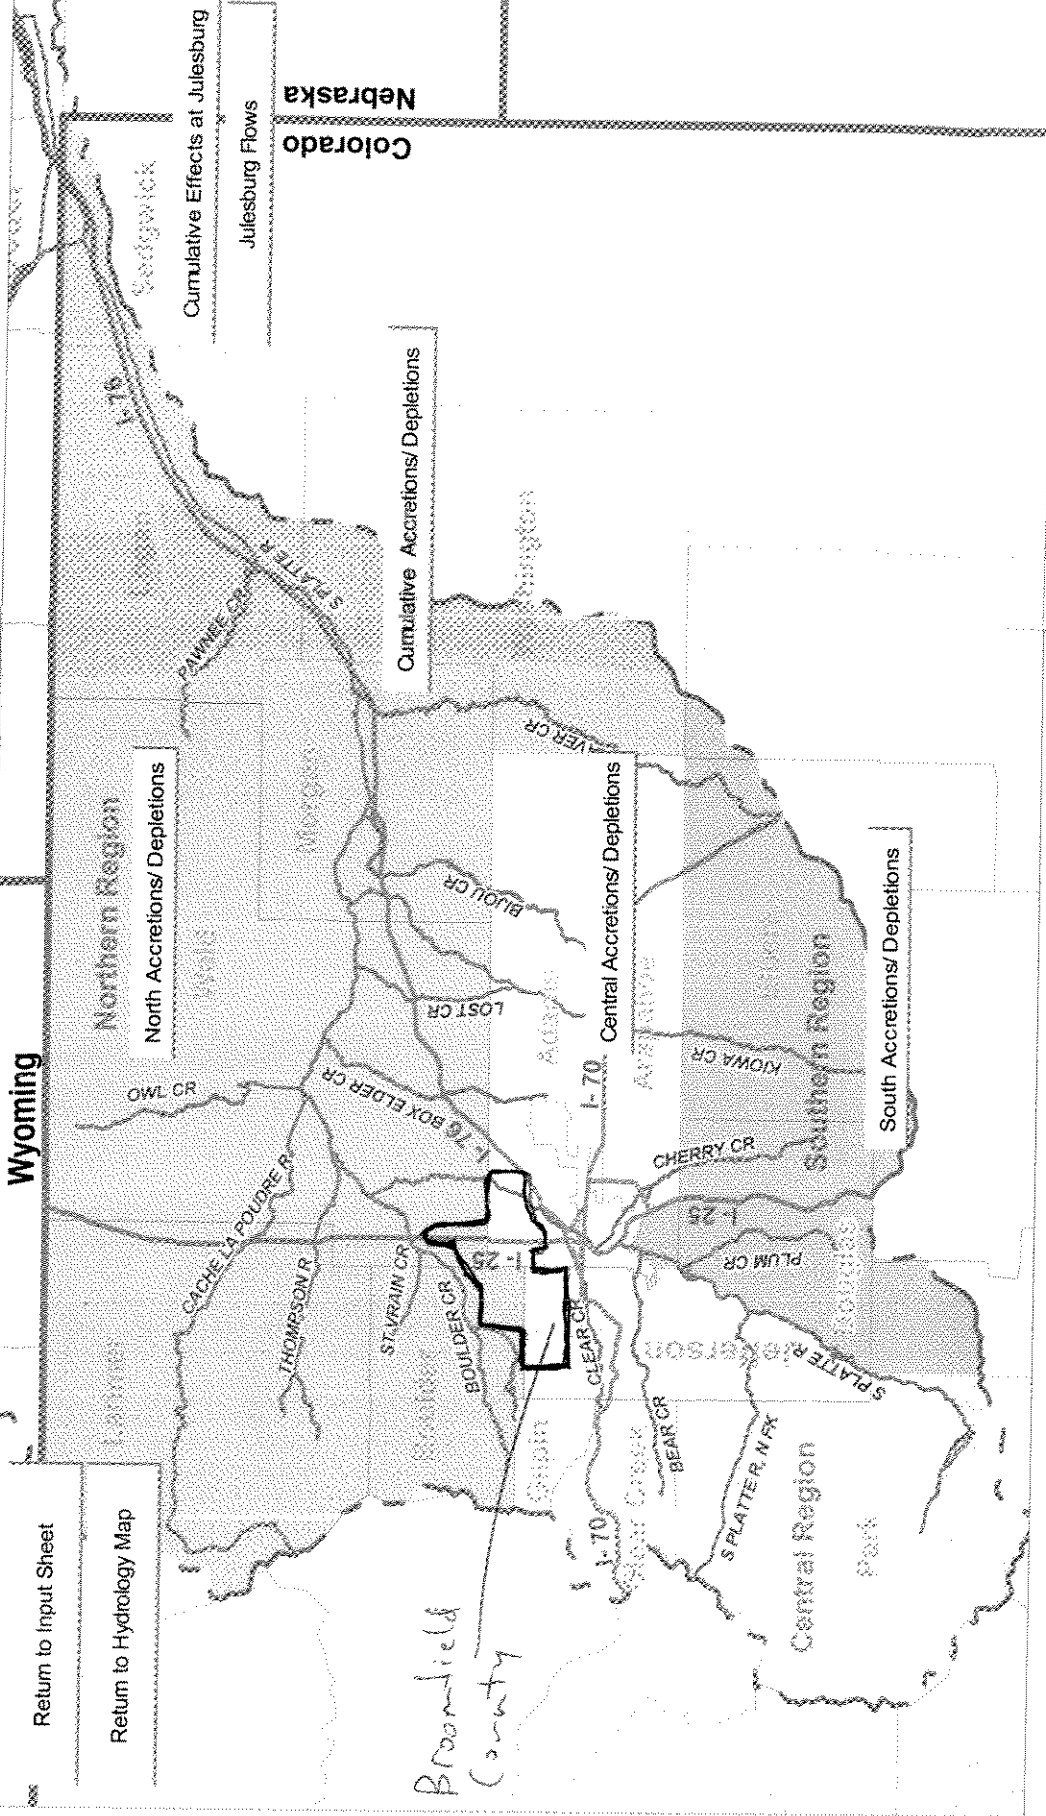 Return to Input Sheet
Return to Hydrology Map
Wyoming
Northern Region
North Accretions/ Depletions
OWL CR
CACHE LA POUDRE R
THOMPSON R
ST.VRAIN CR
BOULDER CR
I-25
I-76
BOX ELDER CR
LOST CR
BIJOU CR
PAWNEE CR
S PLATTE R
I-76
Sedgwick
Cumulative Effects at Julesburg
Julesburg Flows
Nebraska
Colorado
Cumulative Accretions/ Depletions
Morgan
Central Accretions/ Depletions
Adams
Arapahoe
I-70
KIOWA CR
CHERRY CR
Southern Region
South Accretions/ Depletions
I-25
PLUM CR
Douglas
Jefferson
S PLATTE R
CLEAR CR
BEAR CR
S PLATTE R, N FK
Gilpin
Clear Creek
I-70
Central Region
Park
Broomfield
County